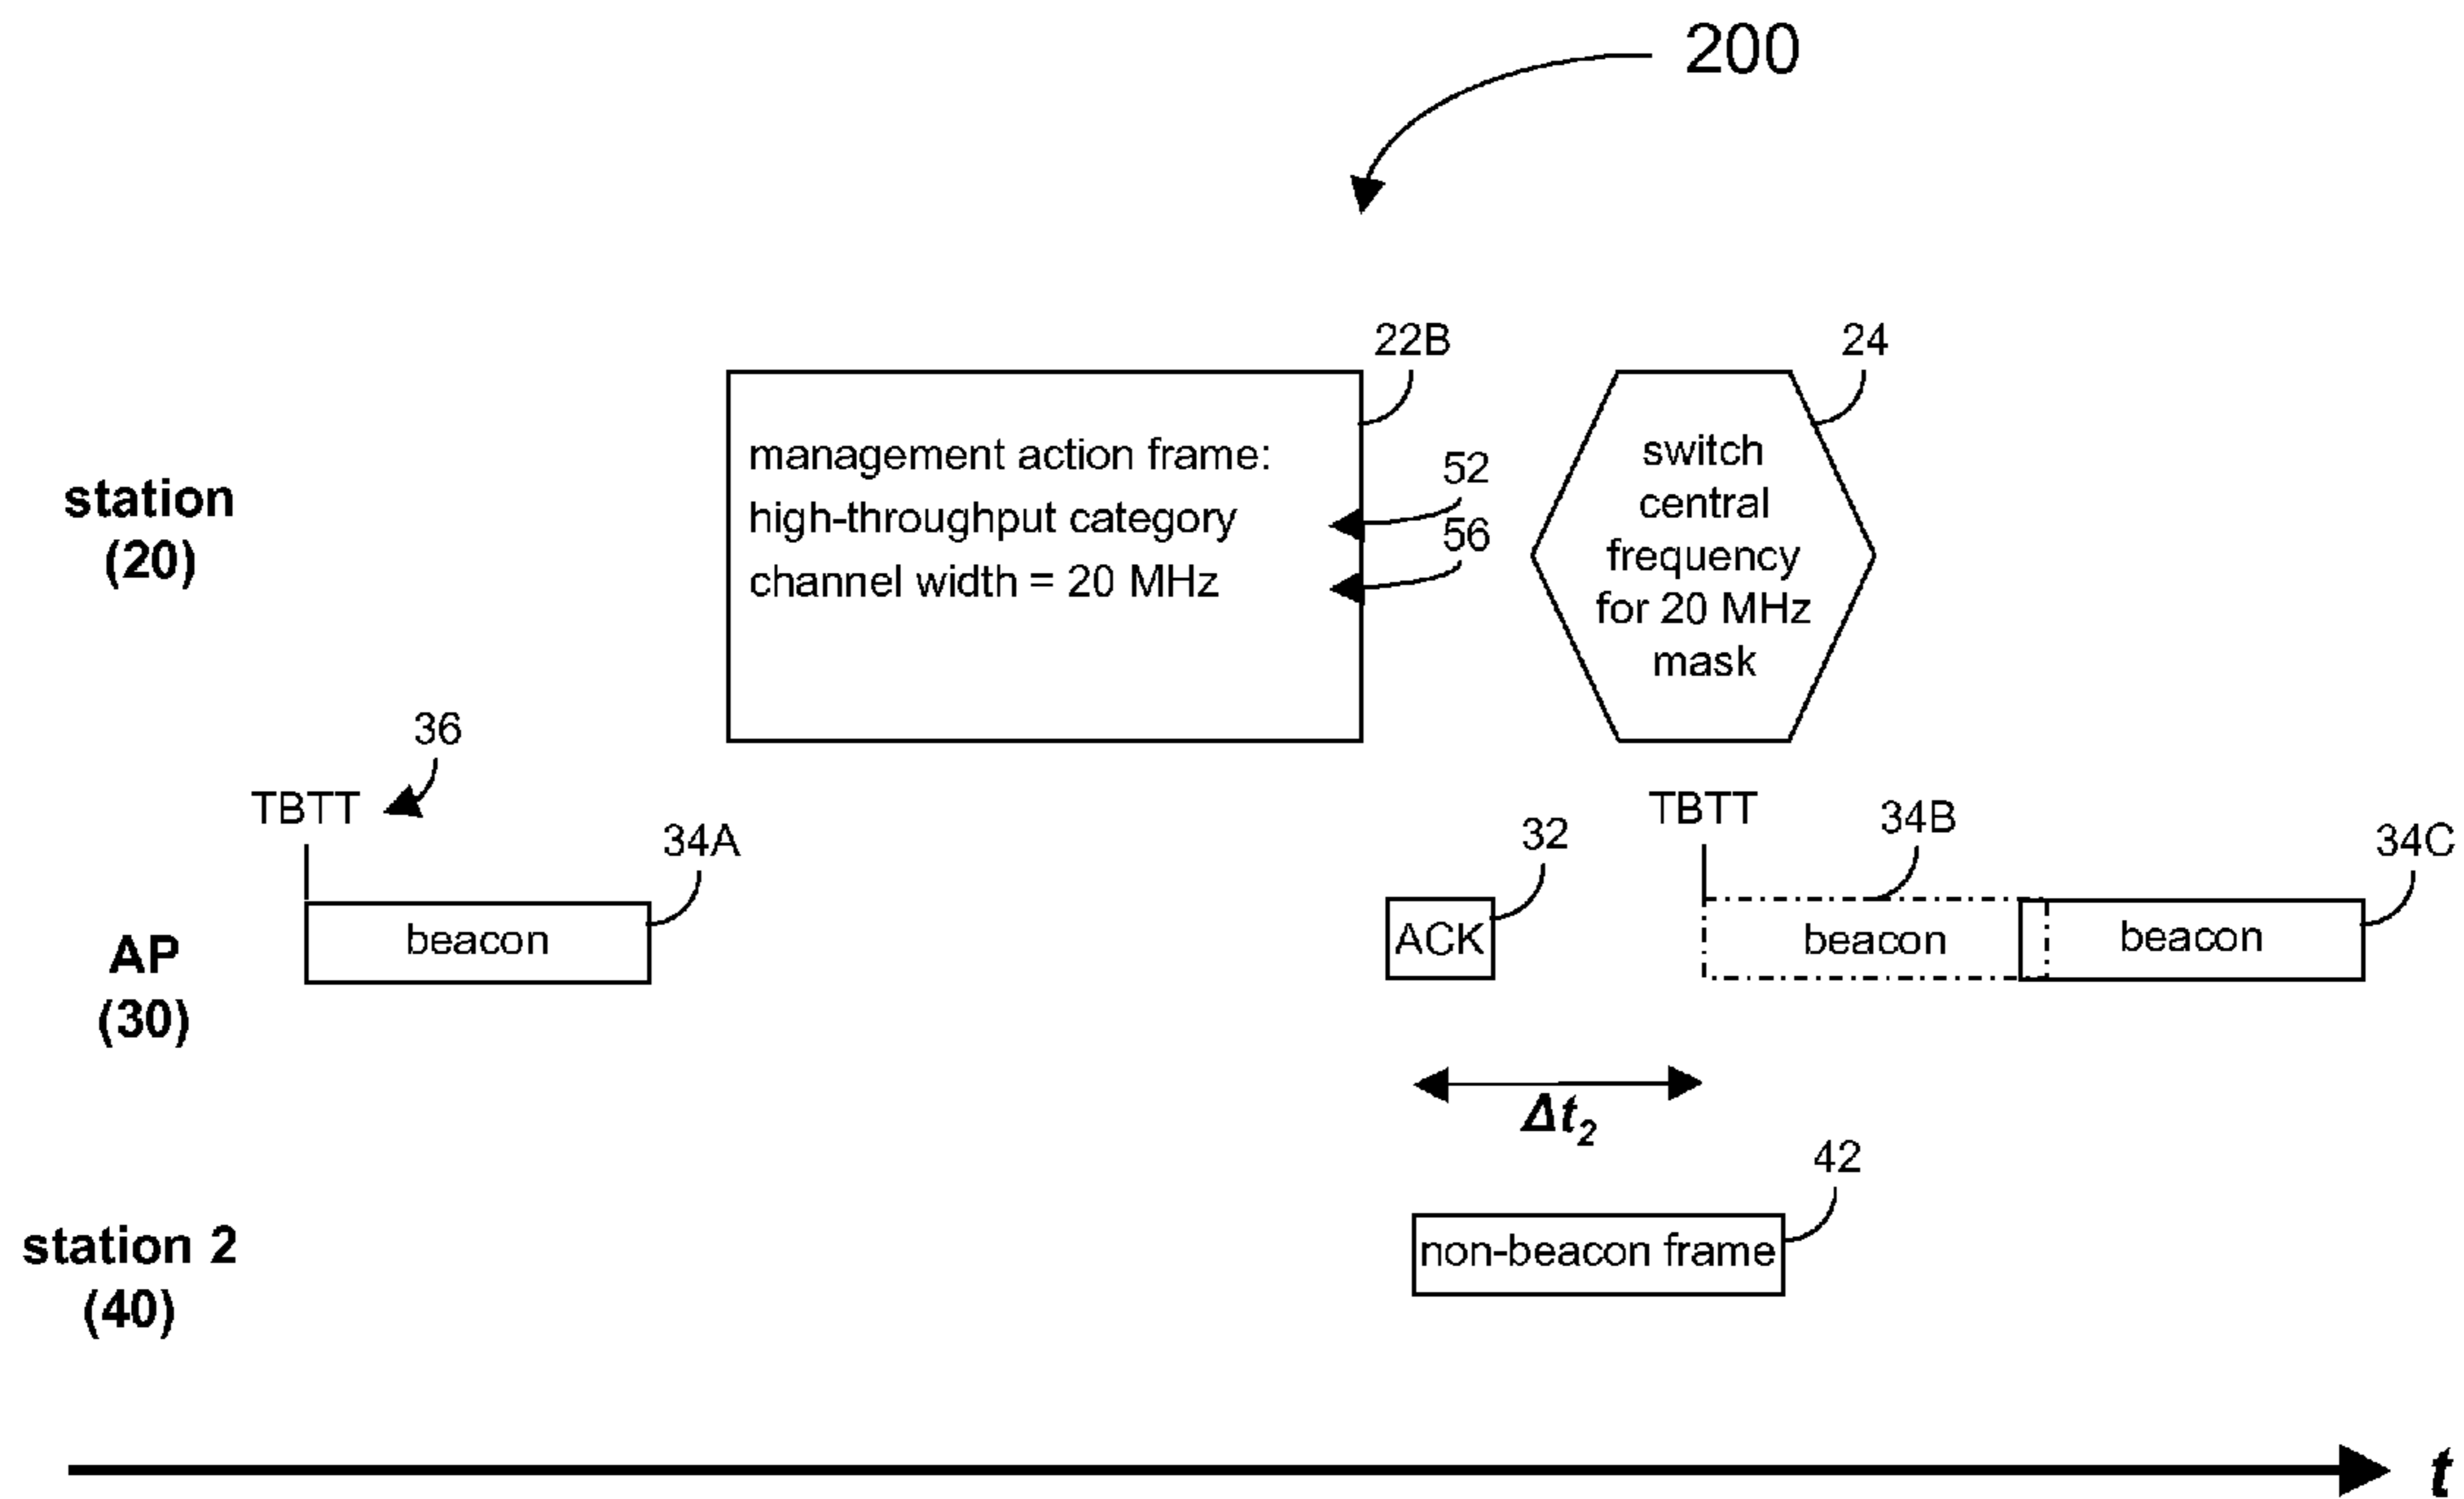 200
22B
24
management action frame:
high-throughput category
channel width = 20 MHz
52
56
switch
central
frequency
for 20 MHz
mask
station
(20)
36
TBTT
34A
beacon
AP
(30)
32
ACK
TBTT
34B
beacon
34C
beacon
Δt2
42
non-beacon frame
station 2
(40)
t